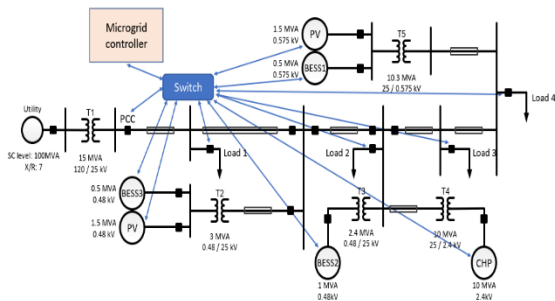 Microgrid
controller
Switch
1.5 MVA
0.575 kV
PV
0.5 MVA
0.575 kV
BESS1
T5
10.3 MVA
25 / 0.575 kV
Load 4
Utility
T1
PCC
SC level: 100MVA
X/R: 7
15 MVA
120 / 25 kV
Load 1
Load 2
Load 3
0.5 MVA
0.48 kV
BESS3
1.5 MVA
0.48 kV
PV
T2
3 MVA
0.48 / 25 kV
T3
2.4 MVA
0.48 / 25 kV
T4
10 MVA
25 / 2.4 kV
BESS2
1 MVA
0.48kV
CHP
10 MVA
2.4kV